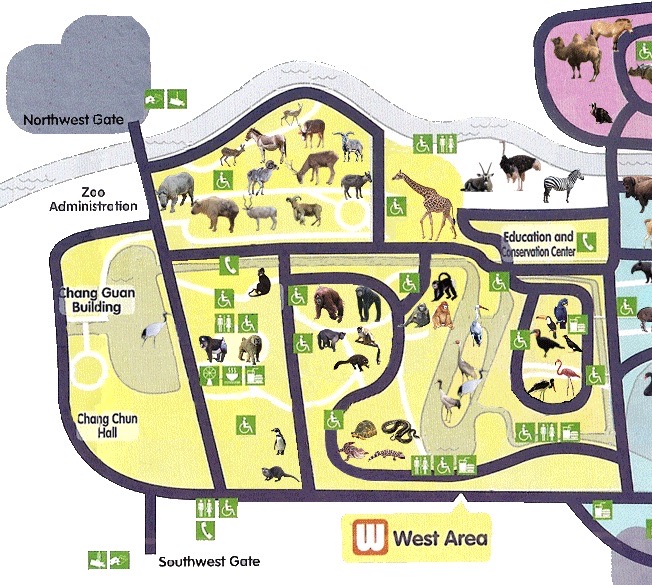 Northwest Gate
Zoo
Administration
Education and
Conservation Center
Chang Guan
Building
Chang Chun
Hall
W West Area
Southwest Gate